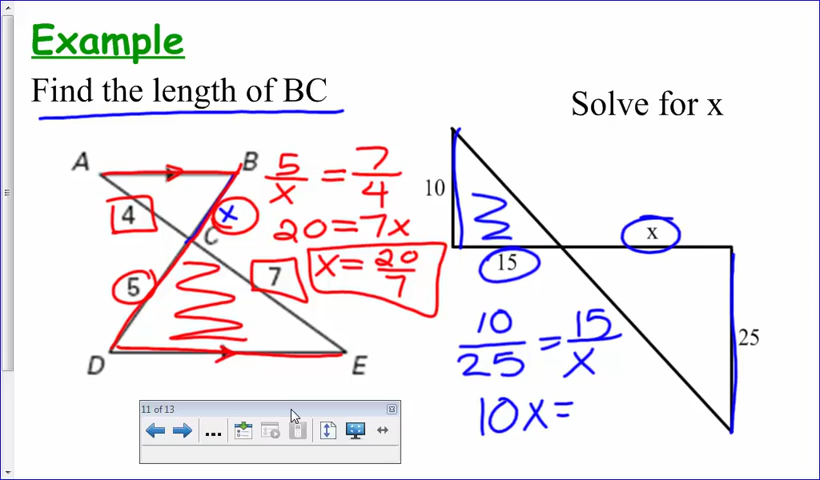 Example
Find the length of BC
Solve for x
A
B
4
x
C
5
7
D
E
5/x = 7/4
20 = 7x
x = 20/7
10
15
x
25
10/25 = 15/x
10x =
11 of 13
...